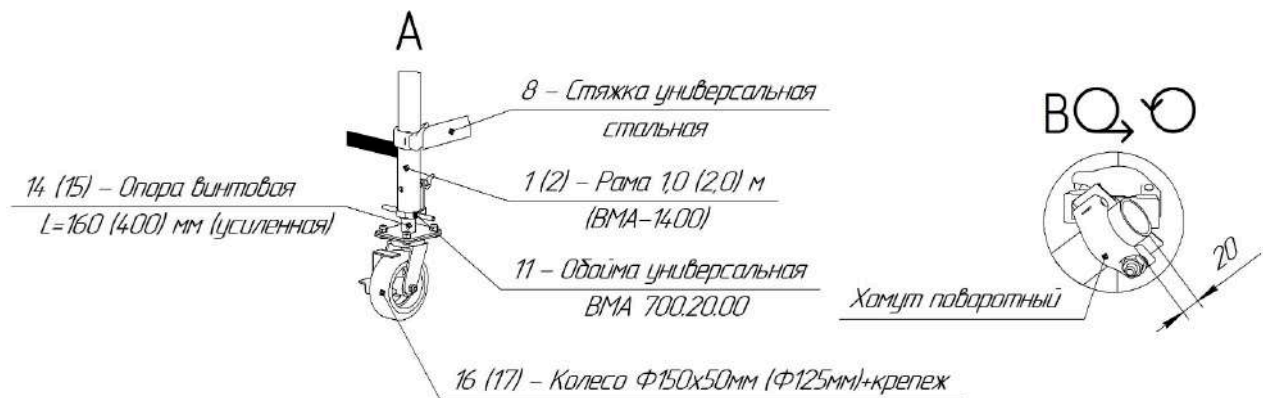 А
8 – Стяжка универсальная
стальная
1 (2) – Рама 1,0 (2,0) м
(ВМА-1400)
14 (15) – Опора винтовая
L=160 (400) мм (усиленная)
11 – Обойма универсальная
ВМА 700.20.00
16 (17) – Колесо Ф150х50мм (Ф125мм)+крепеж
В
20
Хомут поворотный